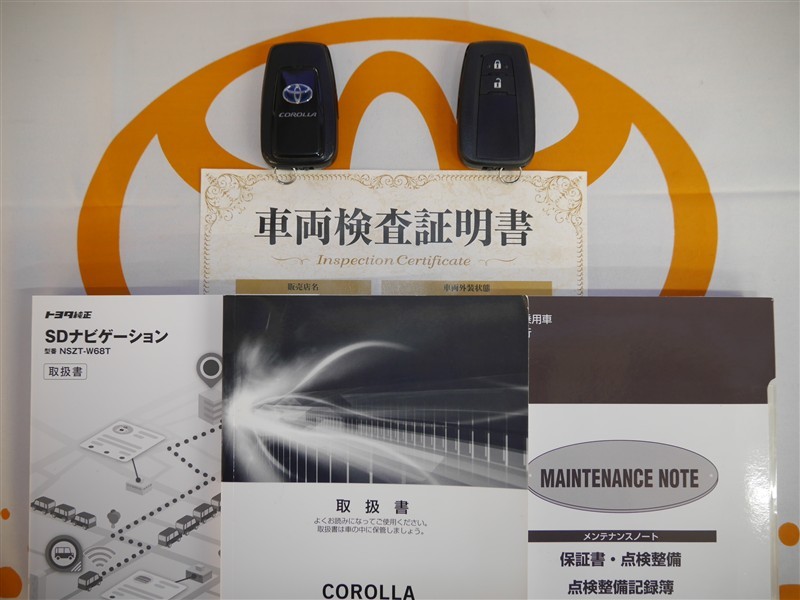 COROLLA
車両検査証明書
Inspection Certificate
販売店名
車両外装状態
トヨタ純正
SDナビゲーション
型番 NSZT-W68T
取扱書
取扱書
よくお読みになってご使用ください。
取扱書は車の中に保管しましょう。
COROLLA
乗用車
行
MAINTENANCE NOTE
メンテナンスノート
保証書・点検整備
点検整備記録簿